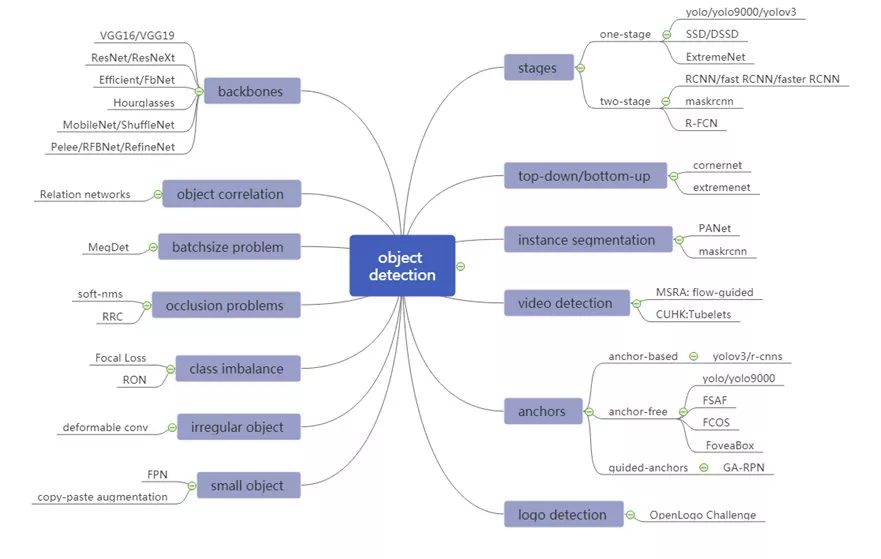 object
detection
backbones
VGG16/VGG19
ResNet/ResNeXt
Efficient/FbNet
Hourglasses
MobileNet/ShuffleNet
Pelee/RFBNet/RefineNet
object correlation
Relation networks
batchsize problem
MegDet
occlusion problems
soft-nms
RRC
class imbalance
Focal Loss
RON
irregular object
deformable conv
small object
FPN
copy-paste augmentation
stages
one-stage
yolo/yolo9000/yolov3
SSD/DSSD
ExtremeNet
two-stage
RCNN/fast RCNN/faster RCNN
maskrcnn
R-FCN
top-down/bottom-up
cornernet
extremenet
instance segmentation
PANet
maskrcnn
video detection
MSRA: flow-guided
CUHK:Tubelets
anchors
anchor-based
yolov3/r-cnns
anchor-free
yolo/yolo9000
FSAF
FCOS
FoveaBox
guided-anchors
GA-RPN
logo detection
OpenLogo Challenge